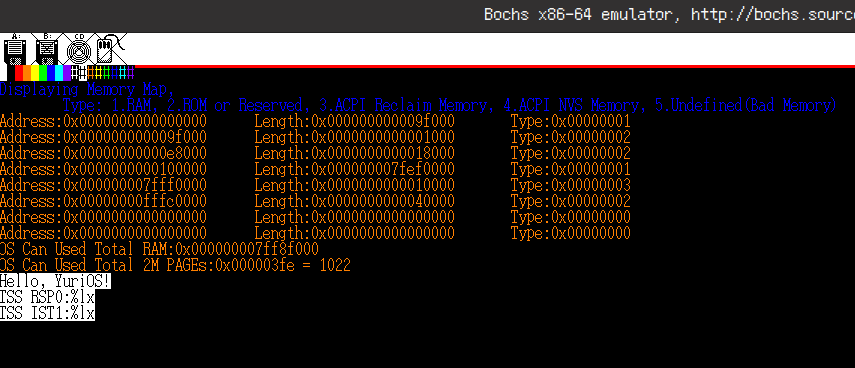 Bochs x86-64 emulator, http://bochs.sourc
A: B: CD
Displaying Memory Map,
Type: 1.RAM, 2.ROM or Reserved, 3.ACPI Reclaim Memory, 4.ACPI NVS Memory, 5.Undefined(Bad Memory)
Address:0x0000000000000000 Length:0x000000000009f000 Type:0x00000001
Address:0x000000000009f000 Length:0x0000000000001000 Type:0x00000002
Address:0x00000000000e8000 Length:0x0000000000018000 Type:0x00000002
Address:0x0000000000100000 Length:0x000000007fef0000 Type:0x00000001
Address:0x000000007fff0000 Length:0x0000000000010000 Type:0x00000003
Address:0x00000000fffc0000 Length:0x0000000000040000 Type:0x00000002
Address:0x0000000000000000 Length:0x0000000000000000 Type:0x00000000
Address:0x0000000000000000 Length:0x0000000000000000 Type:0x00000000
OS Can Used Total RAM:0x000000007ff8f000
OS Can Used Total 2M PAGEs:0x000003fe = 1022
Hello, YuriOS!
TSS RSP0:%lx
TSS IST1:%lx